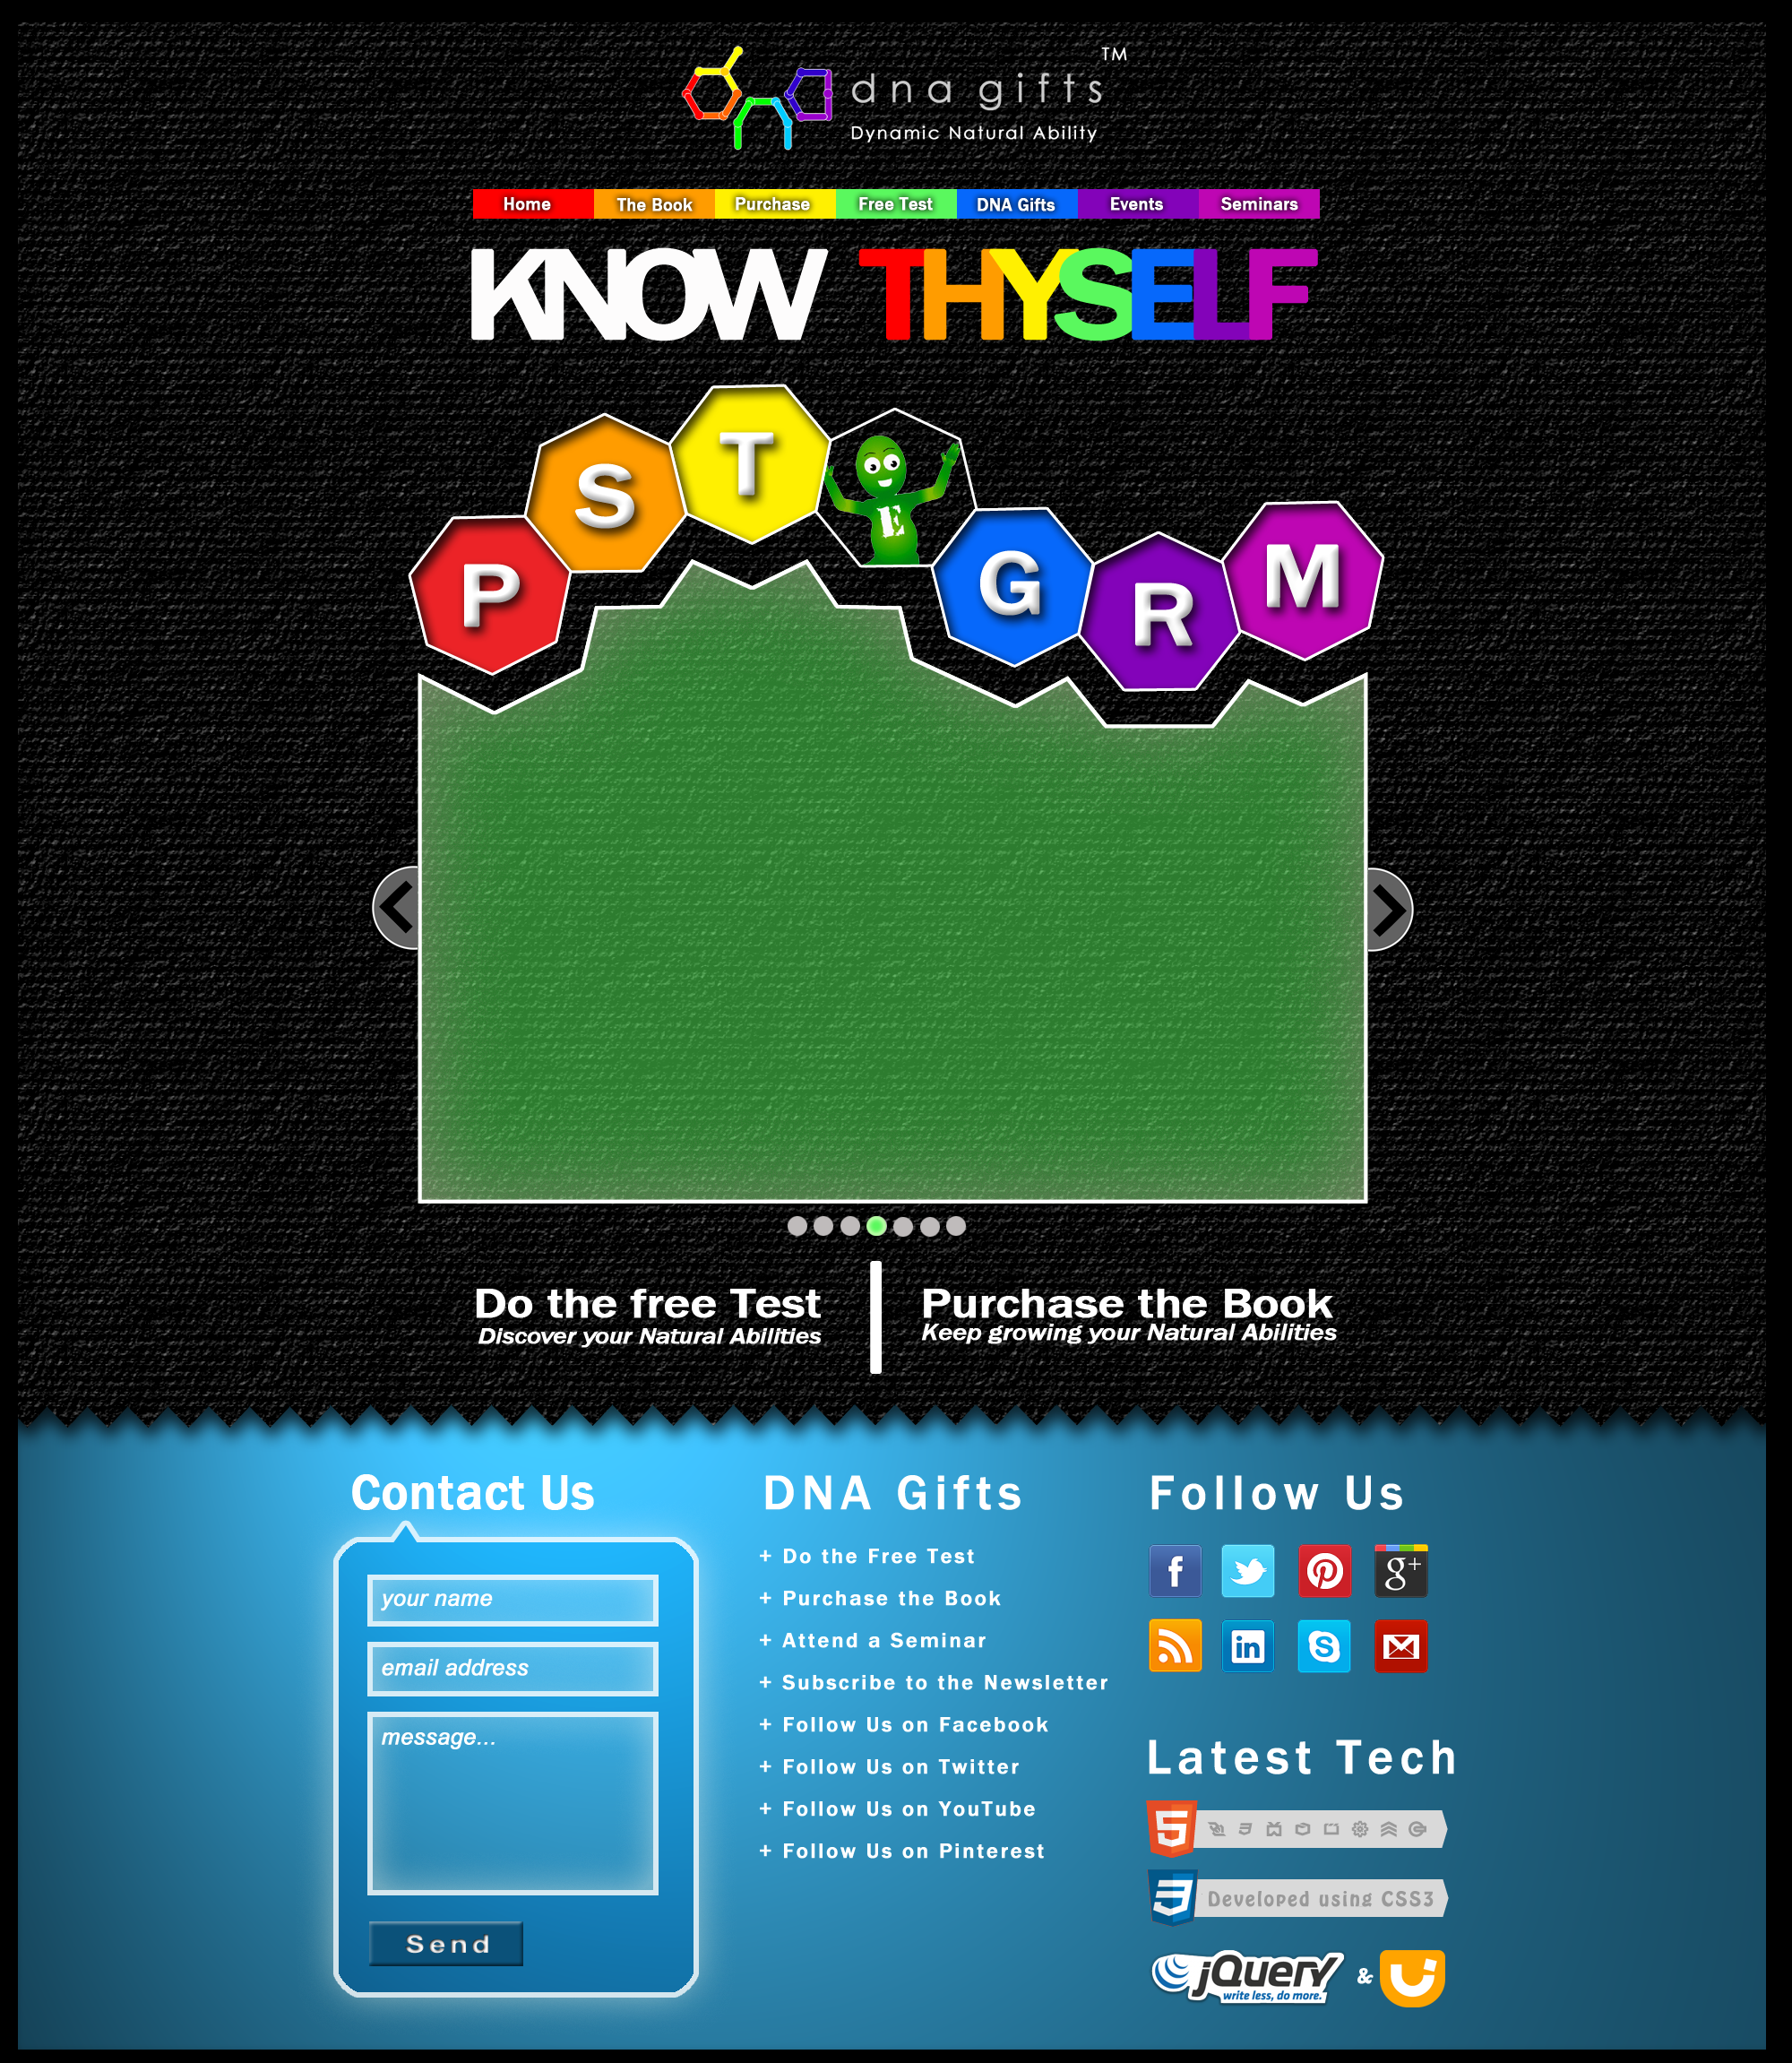 TM
dna gifts
Dynamic Natural Ability
Home The Book Purchase Free Test DNA Gifts Events Seminars
KNOW THYSELF
P S T E G R M
Do the free Test
Discover your Natural Abilities
Purchase the Book
Keep growing your Natural Abilities
Contact Us
your name
email address
message...
Send
DNA Gifts
+ Do the Free Test
+ Purchase the Book
+ Attend a Seminar
+ Subscribe to the Newsletter
+ Follow Us on Facebook
+ Follow Us on Twitter
+ Follow Us on YouTube
+ Follow Us on Pinterest
Follow Us
f g+
in S M
Latest Tech
5
3 Developed using CSS3
jQuery &
write less, do more.